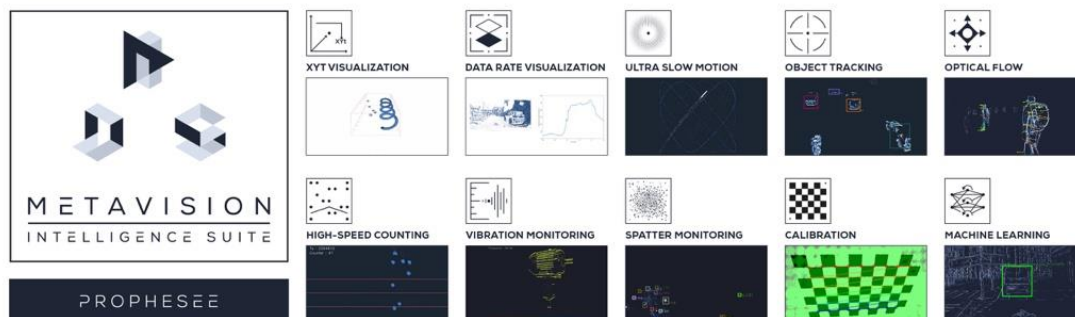 METAVISION
INTELLIGENCE SUITE
PROPHESEE
XYt
XYT VISUALIZATION
DATA RATE VISUALIZATION
ULTRA SLOW MOTION
OBJECT TRACKING
OPTICAL FLOW
HIGH-SPEED COUNTING
VIBRATION MONITORING
SPATTER MONITORING
CALIBRATION
MACHINE LEARNING